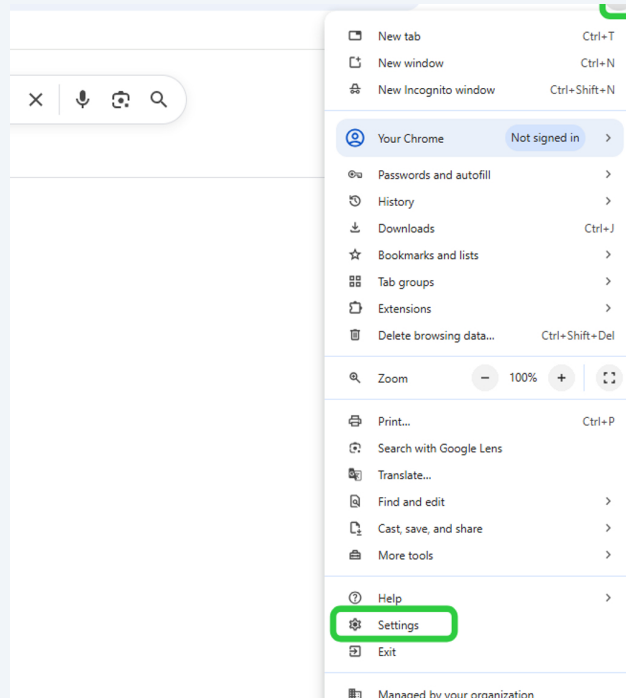 New tab Ctrl+T
New window Ctrl+N
New Incognito window Ctrl+Shift+N
Your Chrome Not signed in
Passwords and autofill
History
Downloads Ctrl+J
Bookmarks and lists
Tab groups
Extensions
Delete browsing data... Ctrl+Shift+Del
Zoom − 100% +
Print... Ctrl+P
Search with Google Lens
Translate...
Find and edit
Cast, save, and share
More tools
Help
Settings
Exit
Managed by your organization